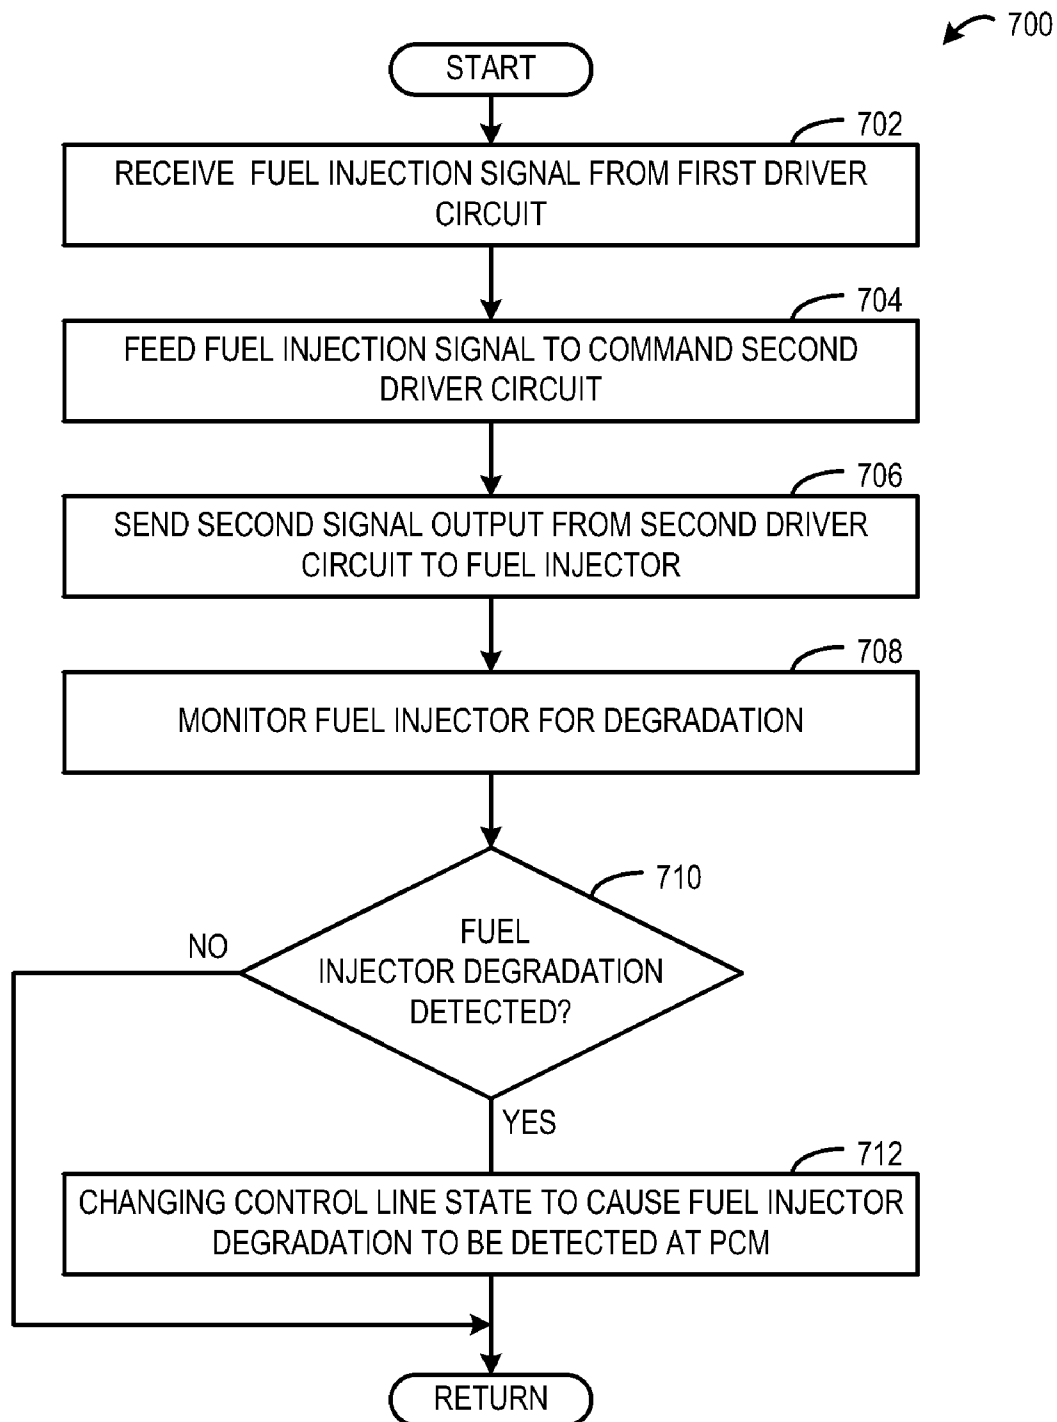 700
START
702
RECEIVE FUEL INJECTION SIGNAL FROM FIRST DRIVER
CIRCUIT
704
FEED FUEL INJECTION SIGNAL TO COMMAND SECOND
DRIVER CIRCUIT
706
SEND SECOND SIGNAL OUTPUT FROM SECOND DRIVER
CIRCUIT TO FUEL INJECTOR
708
MONITOR FUEL INJECTOR FOR DEGRADATION
710
FUEL
INJECTOR DEGRADATION
DETECTED?
NO
YES
712
CHANGING CONTROL LINE STATE TO CAUSE FUEL INJECTOR
DEGRADATION TO BE DETECTED AT PCM
RETURN